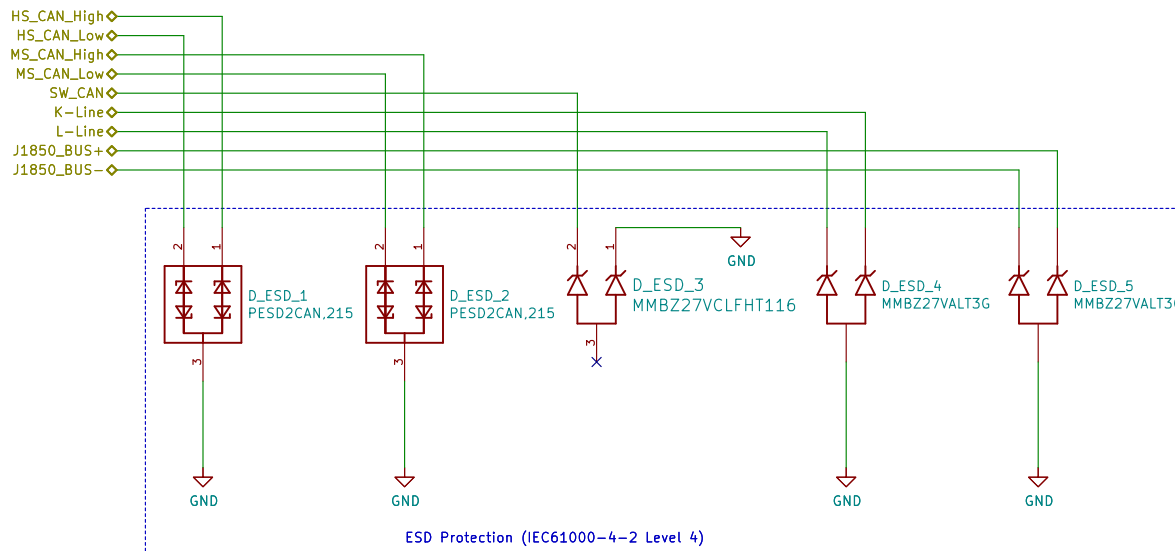 HS_CAN_High
HS_CAN_Low
MS_CAN_High
MS_CAN_Low
SW_CAN
K-Line
L-Line
J1850_BUS+
J1850_BUS-
2
1
D_ESD_1
PESD2CAN,215
3
GND
2
1
D_ESD_2
PESD2CAN,215
3
GND
2
1
GND
D_ESD_3
MMBZ27VCLFHT116
3
D_ESD_4
MMBZ27VALT3G
GND
D_ESD_5
MMBZ27VALT3
GND
ESD Protection (IEC61000-4-2 Level 4)